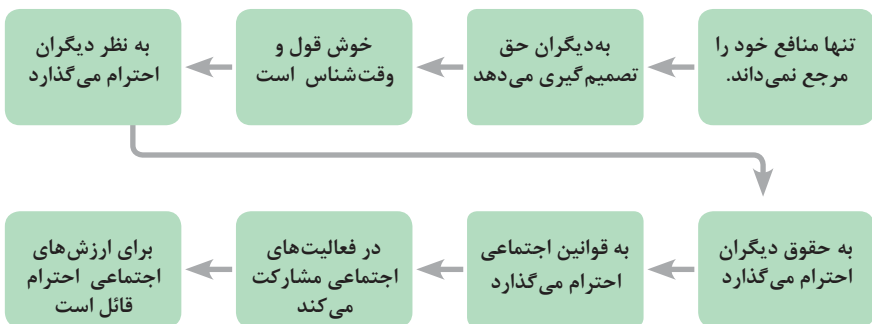 تنها منافع خود را
مرجع نمی‌داند.
به‌دیگران حق
تصمیم‌گیری می‌دهد
خوش قول و
وقت‌شناس است
به نظر دیگران
احترام می‌گذارد
به حقوق دیگران
احترام می‌گذارد
به قوانین اجتماعی
احترام می‌گذارد
در فعالیت‌های
اجتماعی مشارکت
می‌کند
برای ارزش‌های
اجتماعی احترام
قائل است